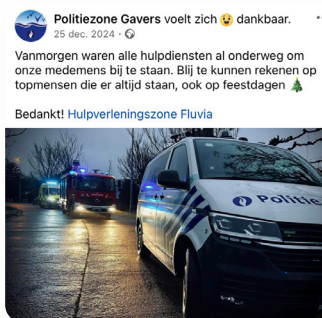 Politiezone Gavers voelt zich 😯 dankbaar.
25 dec. 2024
Vanmorgen waren alle hulpdiensten al onderweg om
onze medemens bij te staan. Blij te kunnen rekenen op
topmensen die er altijd staan, ook op feestdagen 🎄
Bedankt! Hulpverleningszone Fluvia
Politie